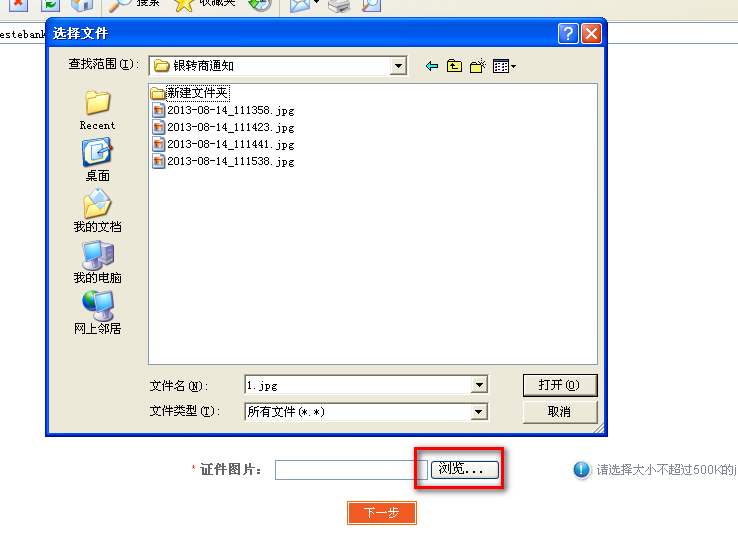 搜索 收藏夹
estebank
选择文件
查找范围(I): 银转商通知
新建文件夹
2013-08-14_111358.jpg
2013-08-14_111423.jpg
2013-08-14_111441.jpg
2013-08-14_111538.jpg
Recent
桌面
我的文档
我的电脑
网上邻居
文件名(N): 1.jpg 打开(O)
文件类型(T): 所有文件(*.*) 取消
* 证件图片： 浏览... 请选择大小不超过500K的j
下一步